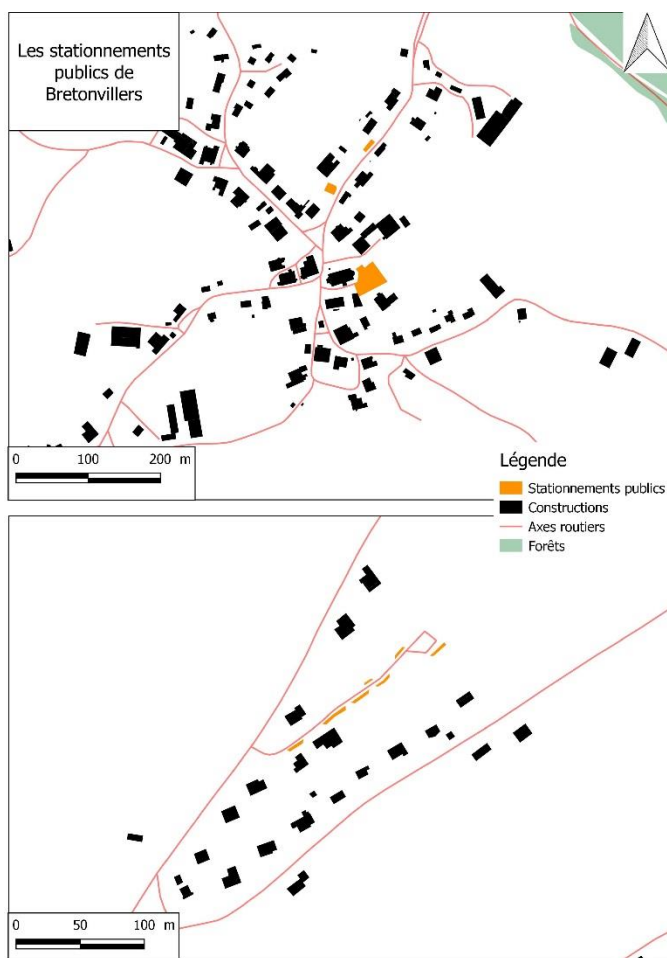 Les stationnements
publics de
Bretonvillers
0 100 200 m
Légende
Stationnements publics
Constructions
Axes routiers
Forêts
0 50 100 m